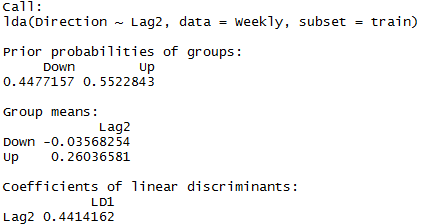 Call:
lda(Direction ~ Lag2, data = Weekly, subset = train)
Prior probabilities of groups:
Down Up
0.4477157 0.5522843
Group means:
Lag2
Down -0.03568254
Up 0.26036581
Coefficients of linear discriminants:
LD1
Lag2 0.4414162